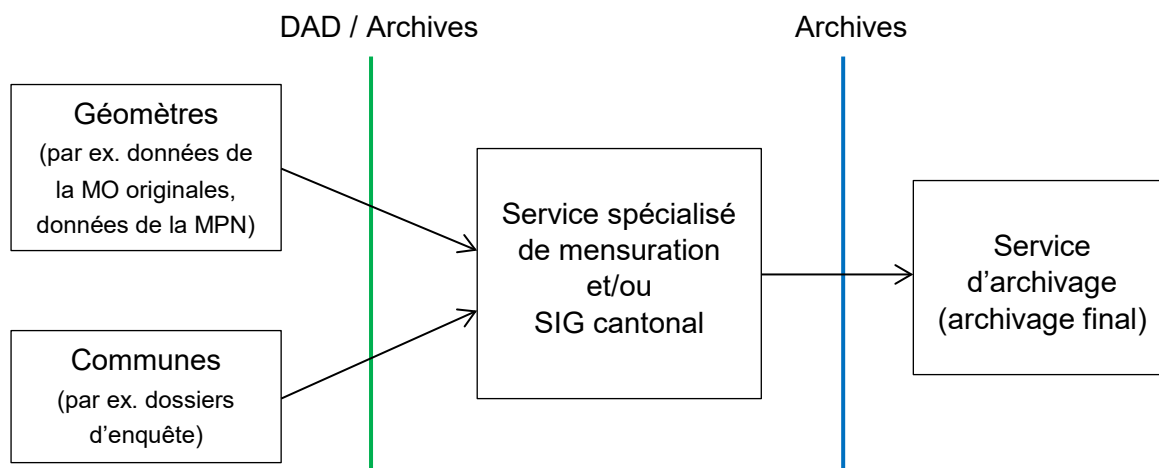 DAD / Archives
Archives
Géomètres
(par ex. données de
la MO originales,
données de la MPN)
Service spécialisé
de mensuration
et/ou
SIG cantonal
Service
d’archivage
(archivage final)
Communes
(par ex. dossiers
d’enquête)